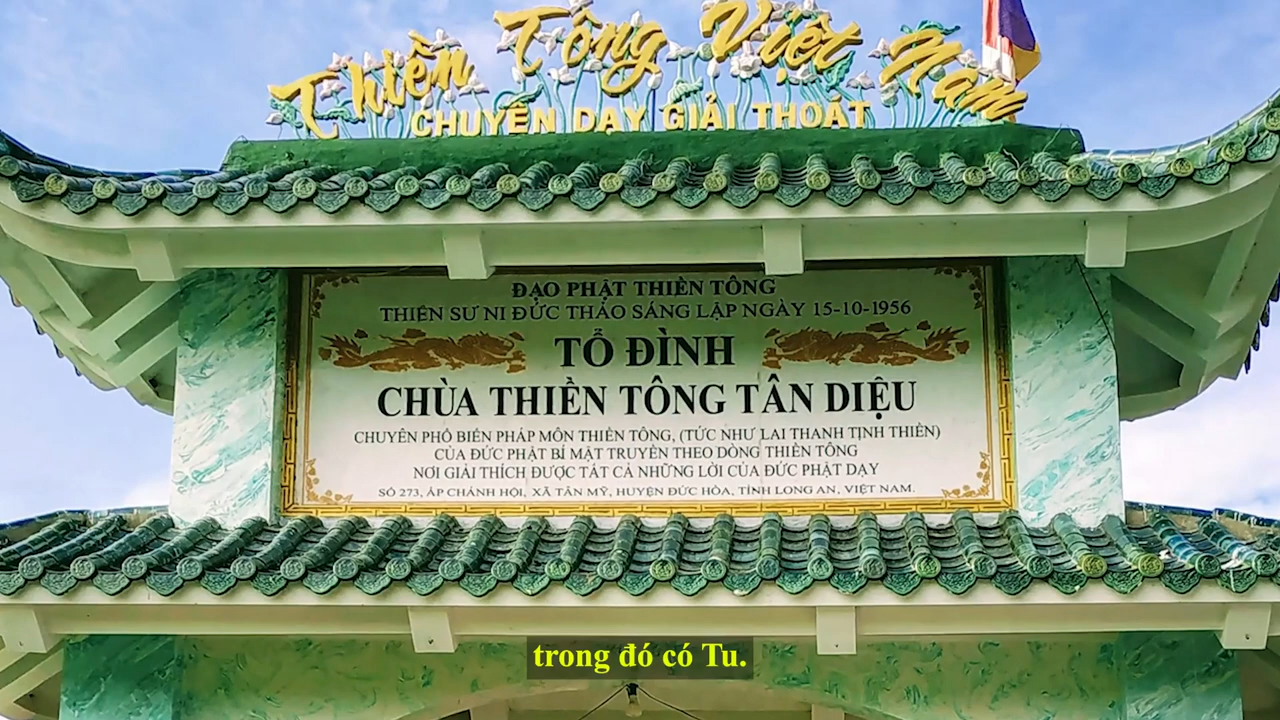 Thiền Tông Việt Nam
CHUYÊN DẠY GIẢI THOÁT
ĐẠO PHẬT THIỀN TÔNG
THIỀN SƯ NI ĐỨC THẢO SÁNG LẬP NGÀY 15-10-1956
TỔ ĐÌNH
CHÙA THIỀN TÔNG TÂN DIỆU
CHUYÊN PHỔ BIẾN PHÁP MÔN THIỀN TÔNG, (TỨC NHƯ LAI THANH TỊNH THIỀN)
CỦA ĐỨC PHẬT BÍ MẬT TRUYỀN THEO DÒNG THIỀN TÔNG
NƠI GIẢI THÍCH ĐƯỢC TẤT CẢ NHỮNG LỜI CỦA ĐỨC PHẬT DẠY
SỐ 273, ẤP CHÁNH HỘI, XÃ TÂN MỸ, HUYỆN ĐỨC HÒA, TỈNH LONG AN, VIỆT NAM.
trong đó có Tu.